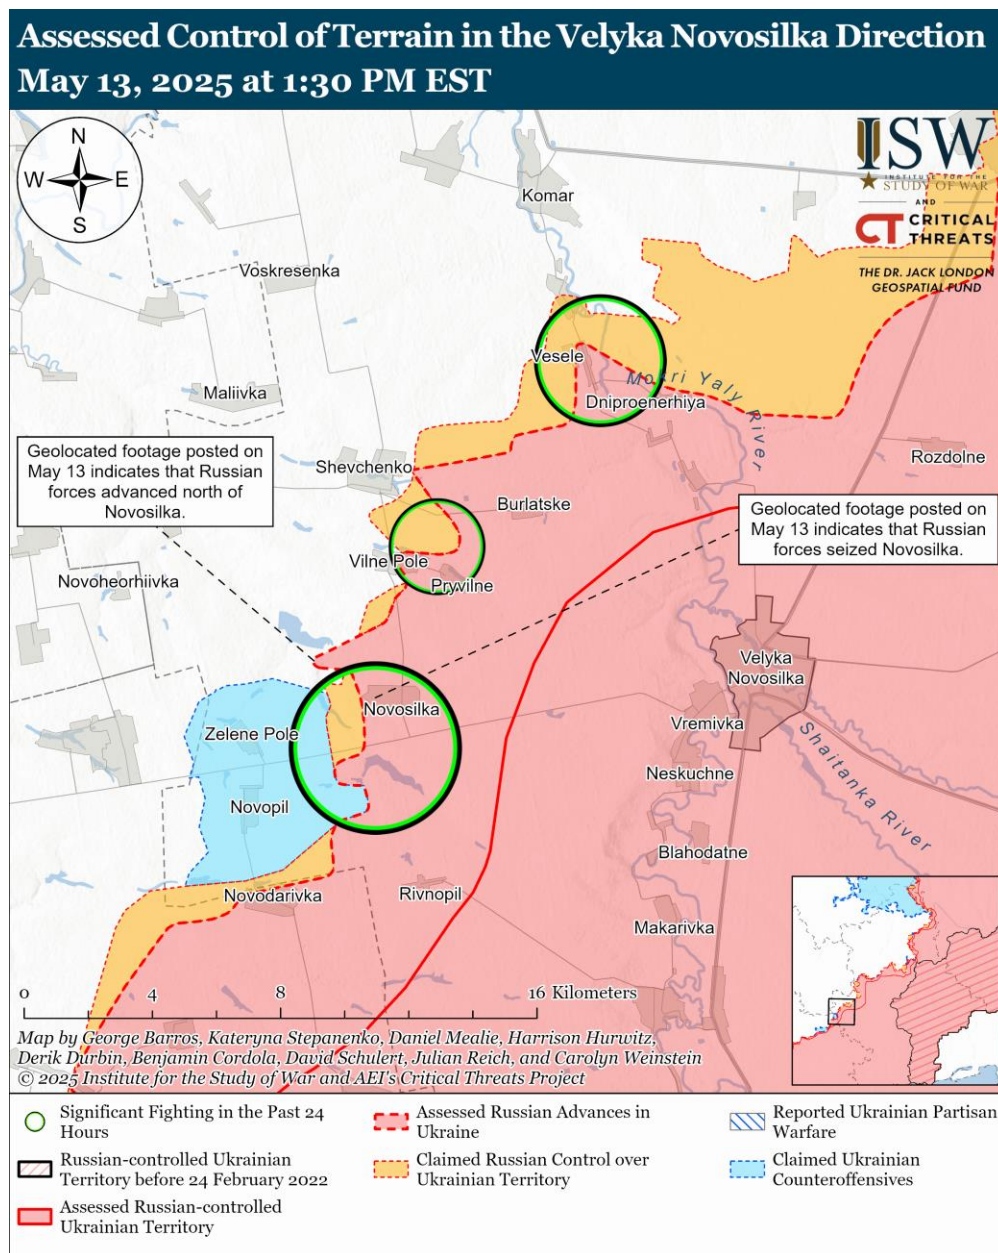 Assessed Control of Terrain in the Velyka Novosilka Direction
May 13, 2025 at 1:30 PM EST
N
W
E
S
ISW
INSTITUTE FOR THE
STUDY OF WAR
AND
CT CRITICAL
THREATS
THE DR. JACK LONDON
GEOSPATIAL FUND
Komar
Voskresenka
Vesele
Maliivka
Mokri Yaly River
Dniproenerhiya
Geolocated footage posted on
May 13 indicates that Russian
forces advanced north of
Novosilka.
Shevchenko
Rozdolne
Burlatske
Geolocated footage posted on
May 13 indicates that Russian
forces seized Novosilka.
Vilne Pole
Novoheorhiivka
Pryvilne
Velyka
Novosilka
Novosilka
Vremivka
Zelene Pole
Shaitanka River
Neskuchne
Novopil
Blahodatne
Novodarivka
Rivnopil
Makarivka
0
4
8
16 Kilometers
Map by George Barros, Kateryna Stepanenko, Daniel Mealie, Harrison Hurwitz,
Derik Durbin, Benjamin Cordola, David Schulert, Julian Reich, and Carolyn Weinstein
© 2025 Institute for the Study of War and AEI's Critical Threats Project
Significant Fighting in the Past 24
Hours
Russian-controlled Ukrainian
Territory before 24 February 2022
Assessed Russian-controlled
Ukrainian Territory
Assessed Russian Advances in
Ukraine
Claimed Russian Control over
Ukrainian Territory
Reported Ukrainian Partisan
Warfare
Claimed Ukrainian
Counteroffensives